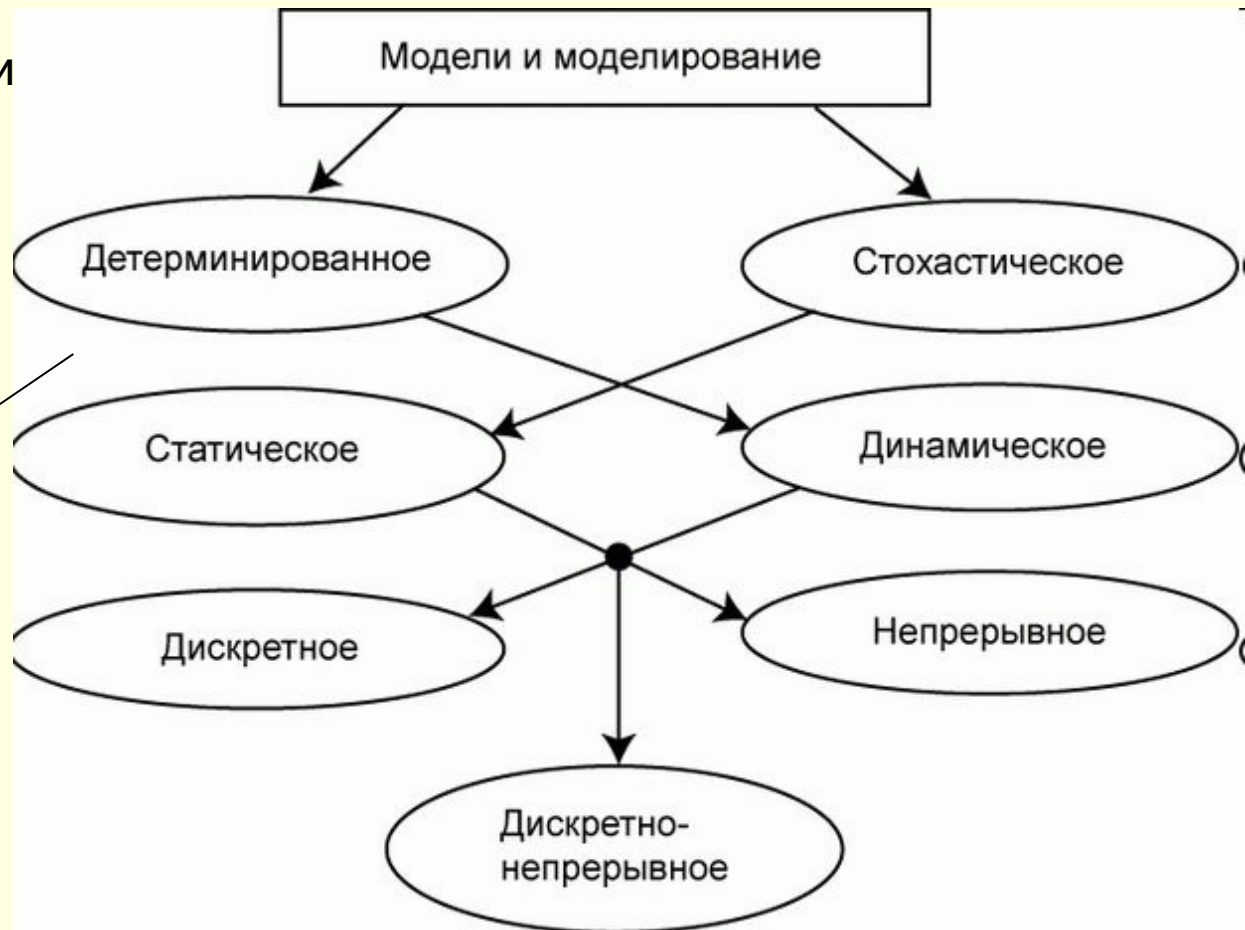 и
Модели и моделирование
Детерминированное
Стохастическое
Статическое
Динамическое
Дискретное
Непрерывное
Дискретно-
непрерывное